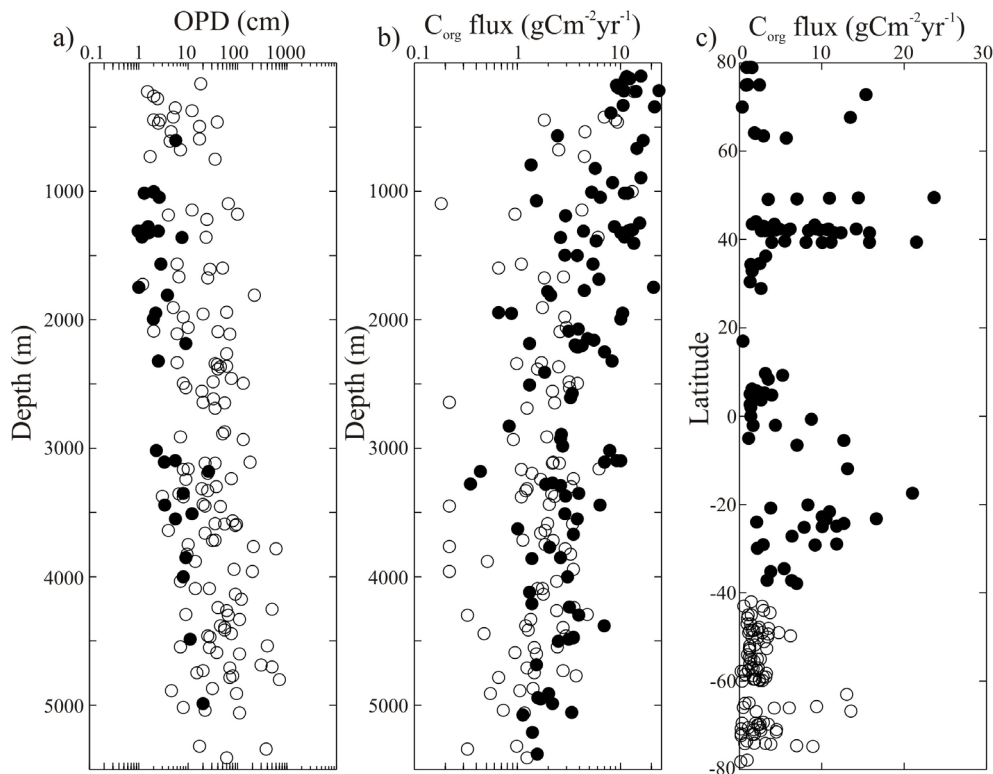 a)
OPD (cm)
0.1 1 10 100 1000
1000
2000
3000
4000
5000
Depth (m)
b)
C_org flux (gCm⁻²yr⁻¹)
0.1 1 10
1000
2000
3000
4000
5000
Depth (m)
c)
C_org flux (gCm⁻²yr⁻¹)
0 10 20 30
80
60
40
20
0
-20
-40
-60
-80
Latitude